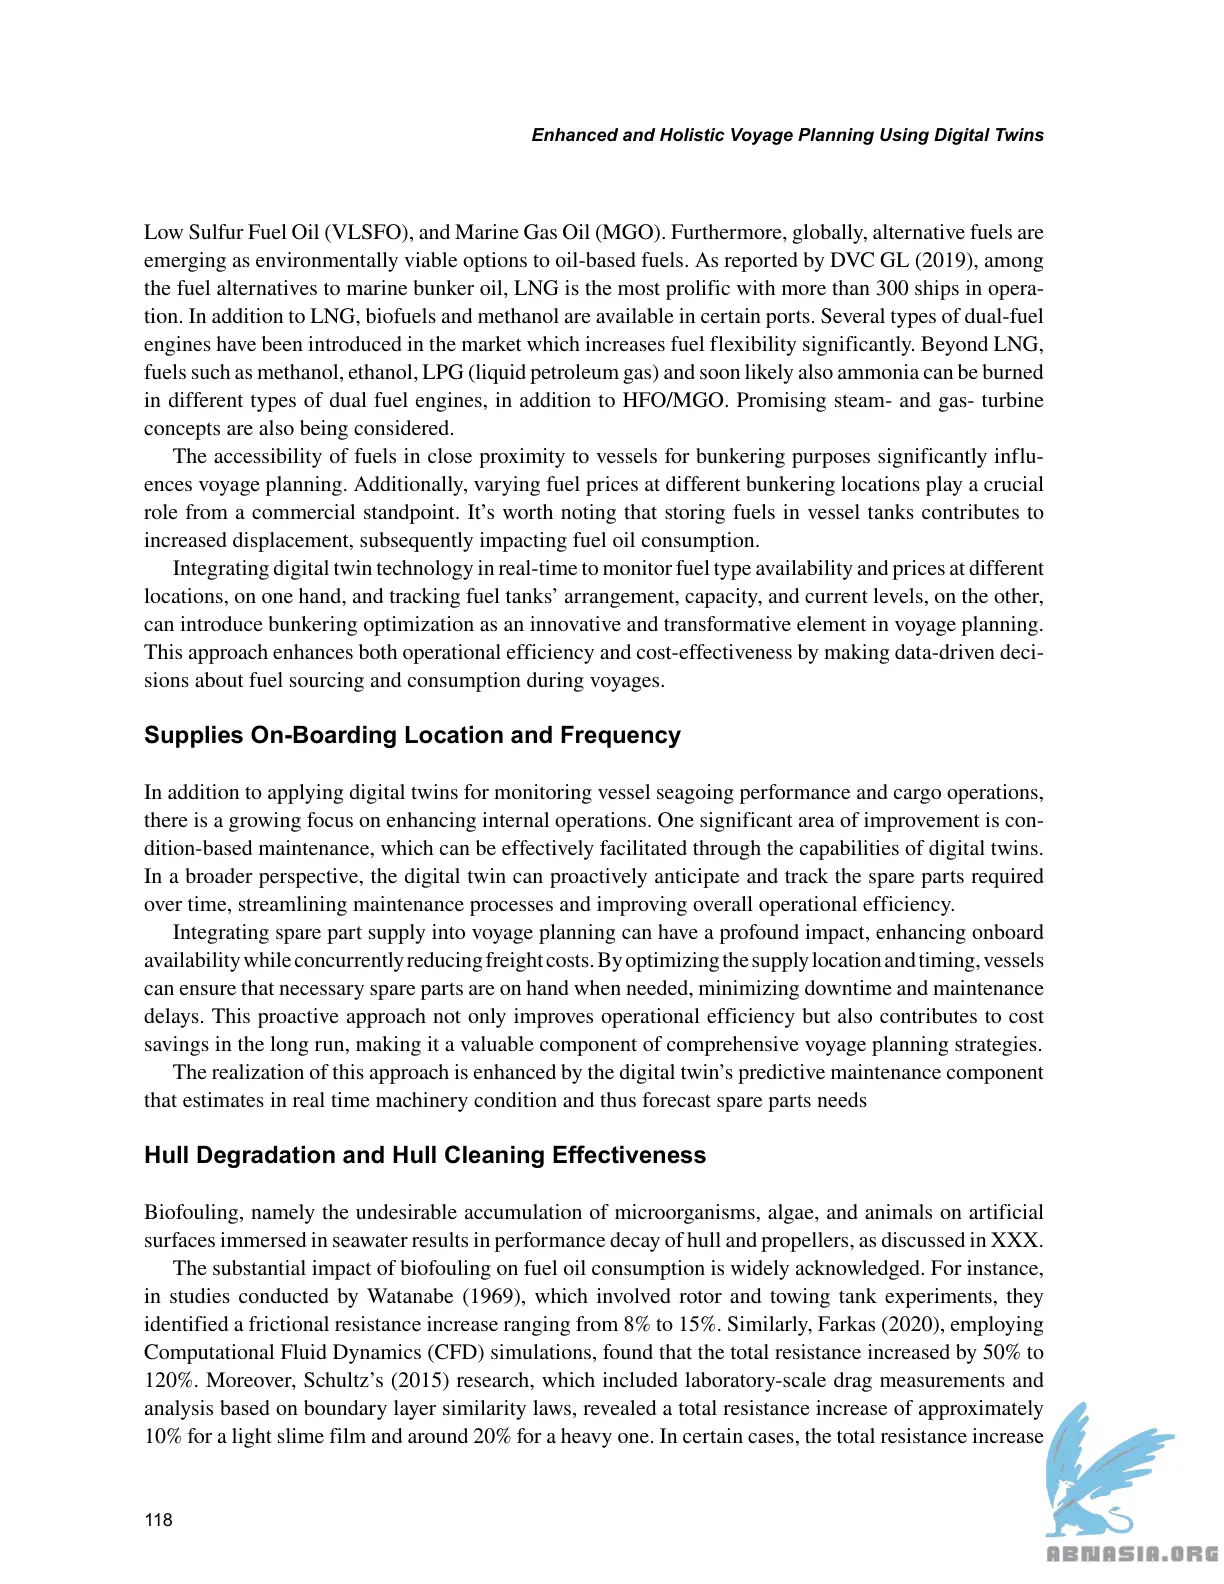 Enhanced and Holistic Voyage Planning Using Digital Twins
Low Sulfur Fuel Oil (VLSFO), and Marine Gas Oil (MGO). Furthermore, globally, alternative fuels are
emerging as environmentally viable options to oil-based fuels. As reported by DVC GL (2019), among
the fuel alternatives to marine bunker oil, LNG is the most prolific with more than 300 ships in opera-
tion. In addition to LNG, biofuels and methanol are available in certain ports. Several types of dual-fuel
engines have been introduced in the market which increases fuel flexibility significantly. Beyond LNG,
fuels such as methanol, ethanol, LPG (liquid petroleum gas) and soon likely also ammonia can be burned
in different types of dual fuel engines, in addition to HFO/MGO. Promising steam- and gas- turbine
concepts are also being considered.
The accessibility of fuels in close proximity to vessels for bunkering purposes significantly influ-
ences voyage planning. Additionally, varying fuel prices at different bunkering locations play a crucial
role from a commercial standpoint. It’s worth noting that storing fuels in vessel tanks contributes to
increased displacement, subsequently impacting fuel oil consumption.
Integrating digital twin technology in real-time to monitor fuel type availability and prices at different
locations, on one hand, and tracking fuel tanks’ arrangement, capacity, and current levels, on the other,
can introduce bunkering optimization as an innovative and transformative element in voyage planning.
This approach enhances both operational efficiency and cost-effectiveness by making data-driven deci-
sions about fuel sourcing and consumption during voyages.
Supplies On-Boarding Location and Frequency
In addition to applying digital twins for monitoring vessel seagoing performance and cargo operations,
there is a growing focus on enhancing internal operations. One significant area of improvement is con-
dition-based maintenance, which can be effectively facilitated through the capabilities of digital twins.
In a broader perspective, the digital twin can proactively anticipate and track the spare parts required
over time, streamlining maintenance processes and improving overall operational efficiency.
Integrating spare part supply into voyage planning can have a profound impact, enhancing onboard
availability while concurrently reducing freight costs. By optimizing the supply location and timing, vessels
can ensure that necessary spare parts are on hand when needed, minimizing downtime and maintenance
delays. This proactive approach not only improves operational efficiency but also contributes to cost
savings in the long run, making it a valuable component of comprehensive voyage planning strategies.
The realization of this approach is enhanced by the digital twin’s predictive maintenance component
that estimates in real time machinery condition and thus forecast spare parts needs
Hull Degradation and Hull Cleaning Effectiveness
Biofouling, namely the undesirable accumulation of microorganisms, algae, and animals on artificial
surfaces immersed in seawater results in performance decay of hull and propellers, as discussed in XXX.
The substantial impact of biofouling on fuel oil consumption is widely acknowledged. For instance,
in studies conducted by Watanabe (1969), which involved rotor and towing tank experiments, they
identified a frictional resistance increase ranging from 8% to 15%. Similarly, Farkas (2020), employing
Computational Fluid Dynamics (CFD) simulations, found that the total resistance increased by 50% to
120%. Moreover, Schultz’s (2015) research, which included laboratory-scale drag measurements and
analysis based on boundary layer similarity laws, revealed a total resistance increase of approximately
10% for a light slime film and around 20% for a heavy one. In certain cases, the total resistance increase
118
ABNASIA.ORG